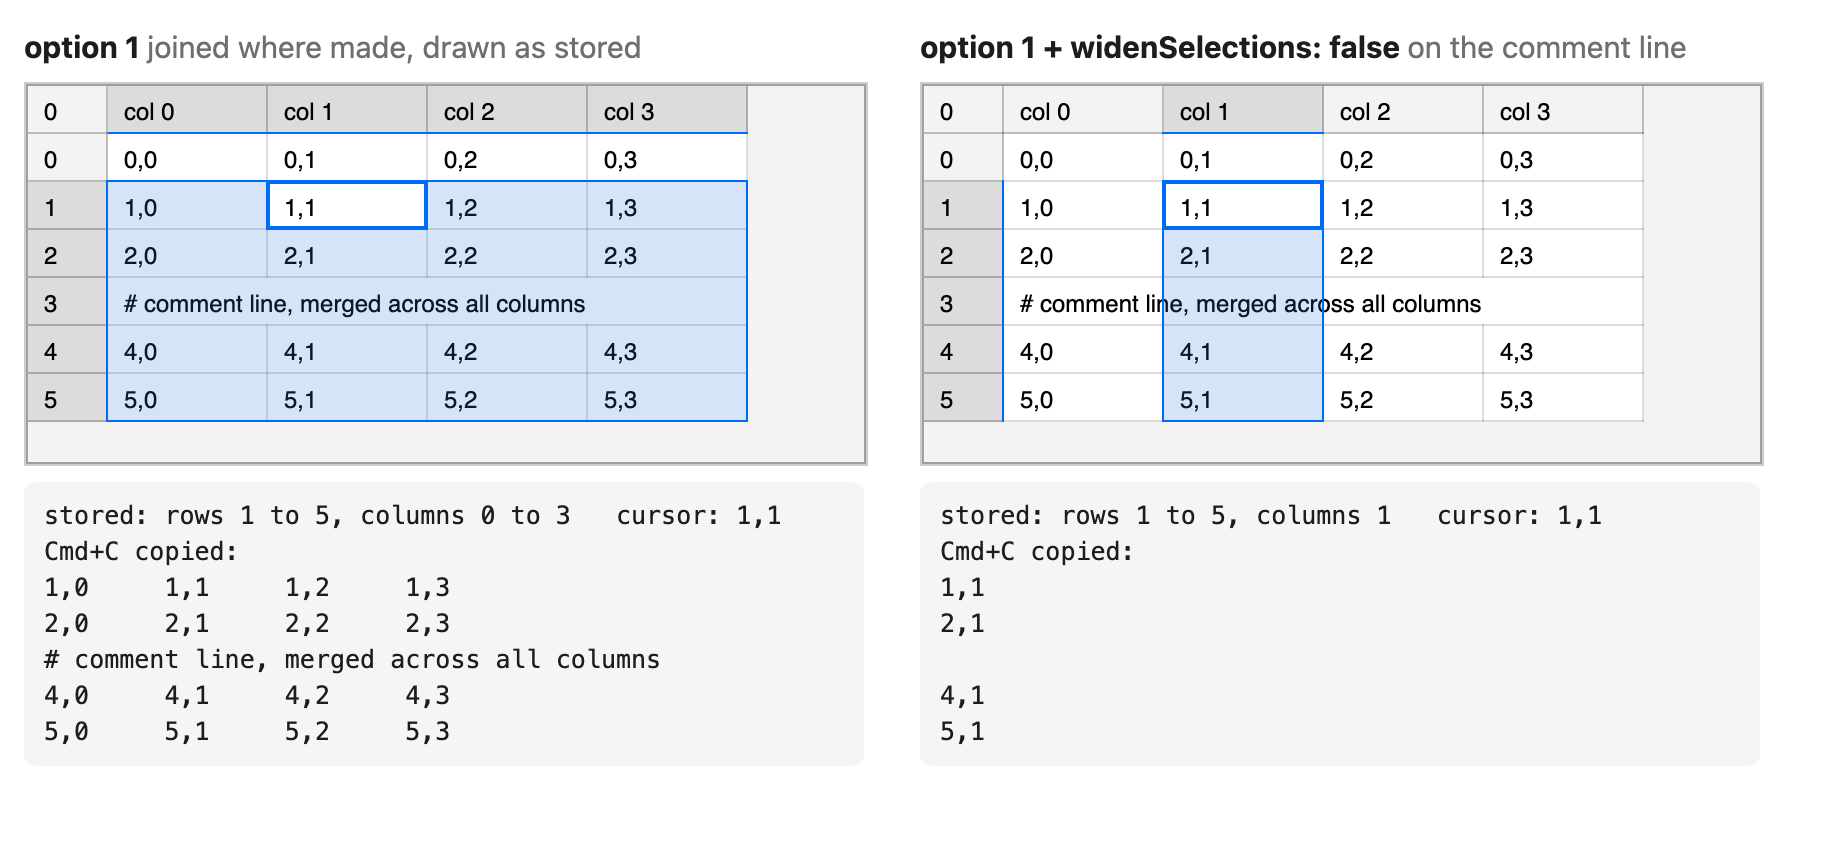 option 1 joined where made, drawn as stored
0 col 0 col 1 col 2 col 3
0 0,0 0,1 0,2 0,3
1 1,0 1,1 1,2 1,3
2 2,0 2,1 2,2 2,3
3 # comment line, merged across all columns
4 4,0 4,1 4,2 4,3
5 5,0 5,1 5,2 5,3
stored: rows 1 to 5, columns 0 to 3 cursor: 1,1
Cmd+C copied:
1,0 1,1 1,2 1,3
2,0 2,1 2,2 2,3
# comment line, merged across all columns
4,0 4,1 4,2 4,3
5,0 5,1 5,2 5,3
option 1 + widenSelections: false on the comment line
0 col 0 col 1 col 2 col 3
0 0,0 0,1 0,2 0,3
1 1,0 1,1 1,2 1,3
2 2,0 2,1 2,2 2,3
3 # comment line, merged across all columns
4 4,0 4,1 4,2 4,3
5 5,0 5,1 5,2 5,3
stored: rows 1 to 5, columns 1 cursor: 1,1
Cmd+C copied:
1,1
2,1
4,1
5,1